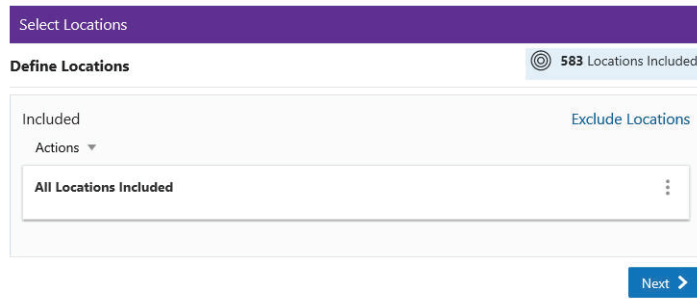 Select Locations
Define Locations
583 Locations Included
Included
Exclude Locations
Actions
All Locations Included
Next